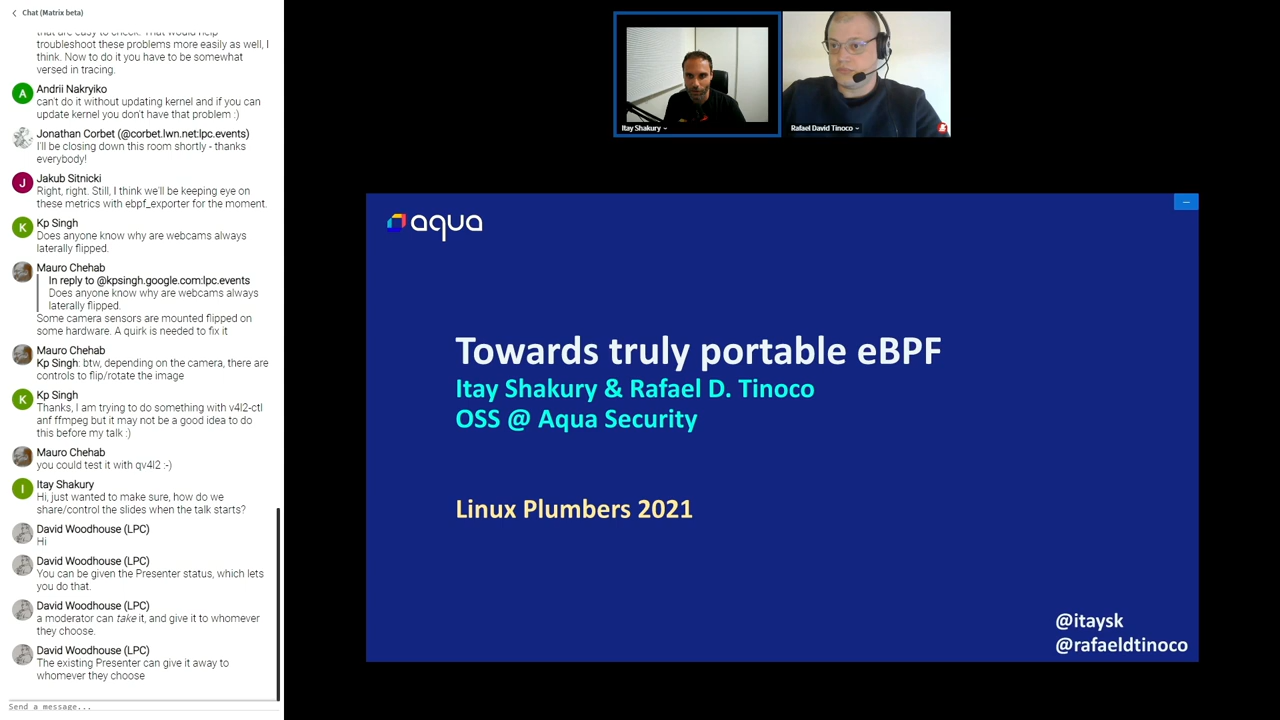 Chat (Matrix beta)
that are easy to check. That would help
troubleshoot these problems more easily as well, I
think. Now to do it you have to be somewhat
versed in tracing.
A
Andrii Nakryiko
can't do it without updating kernel and if you can
update kernel you don't have that problem :)
Jonathan Corbet (@corbet.lwn.net:lpc.events)
I'll be closing down this room shortly - thanks
everybody!
J
Jakub Sitnicki
Right, right. Still, I think we'll be keeping eye on
these metrics with ebpf_exporter for the moment.
K
Kp Singh
Does anyone know why are webcams always
laterally flipped.
Mauro Chehab
In reply to @kpsingh.google.com:lpc.events
Does anyone know why are webcams always
laterally flipped.
Some camera sensors are mounted flipped on
some hardware. A quirk is needed to fix it
Mauro Chehab
Kp Singh: btw, depending on the camera, there are
controls to flip/rotate the image
K
Kp Singh
Thanks, I am trying to do something with v4l2-ctl
anf ffmpeg but it may not be a good idea to do
this before my talk :)
Mauro Chehab
you could test it with qv4l2 :-)
I
Itay Shakury
Hi, just wanted to make sure, how do we
share/control the slides when the talk starts?
David Woodhouse (LPC)
Hi
David Woodhouse (LPC)
You can be given the Presenter status, which lets
you do that.
David Woodhouse (LPC)
a moderator can take it, and give it to whomever
they choose.
David Woodhouse (LPC)
The existing Presenter can give it away to
whomever they choose
Send a message...
Itay Shakury
Rafael David Tinoco
aqua
Towards truly portable eBPF
Itay Shakury & Rafael D. Tinoco
OSS @ Aqua Security
Linux Plumbers 2021
@itaysk
@rafaeldtinoco